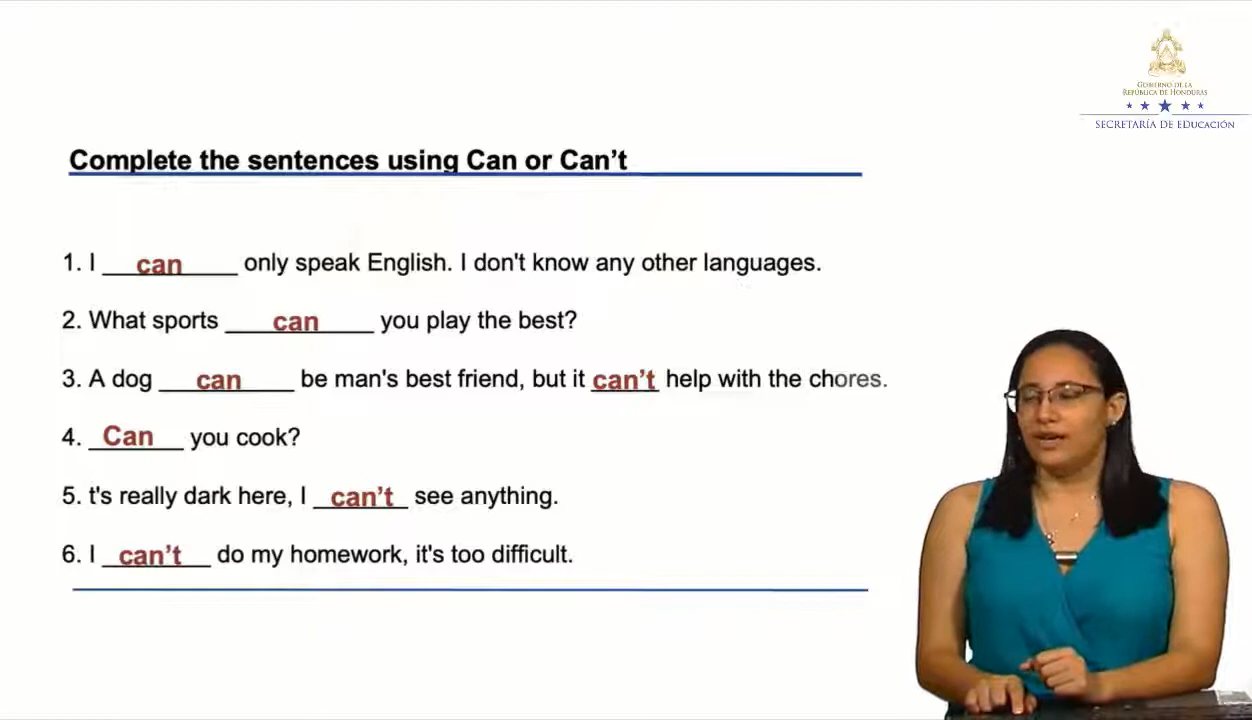 GOBIERNO DE LA
REPÚBLICA DE HONDURAS
SECRETARÍA DE EDUCACIÓN
Complete the sentences using Can or Can’t
1. I can only speak English. I don't know any other languages.
2. What sports can you play the best?
3. A dog can be man's best friend, but it can’t help with the chores.
4. Can you cook?
5. t's really dark here, I can’t see anything.
6. I can’t do my homework, it's too difficult.